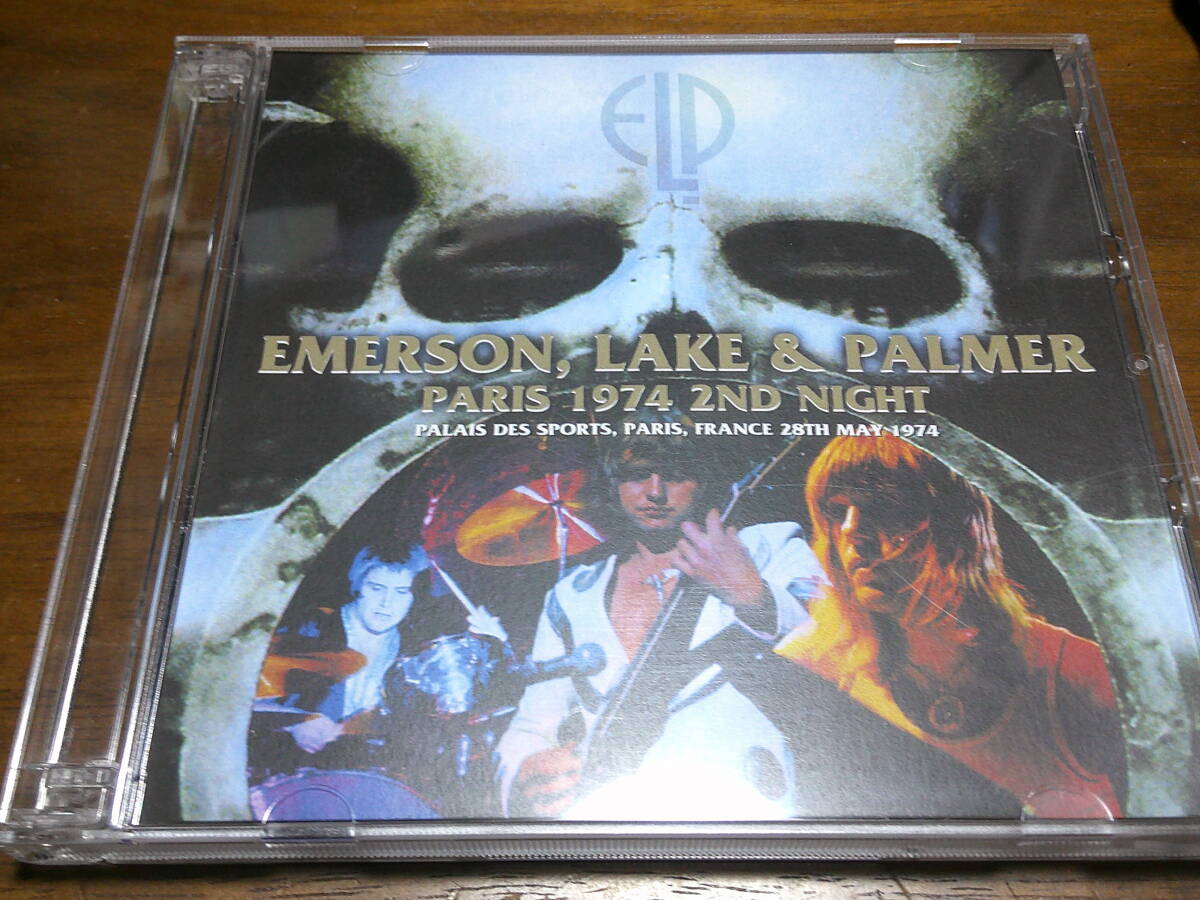 ELP
EMERSON, LAKE & PALMER
PARIS 1974 2ND NIGHT
PALAIS DES SPORTS, PARIS, FRANCE 28TH MAY 1974